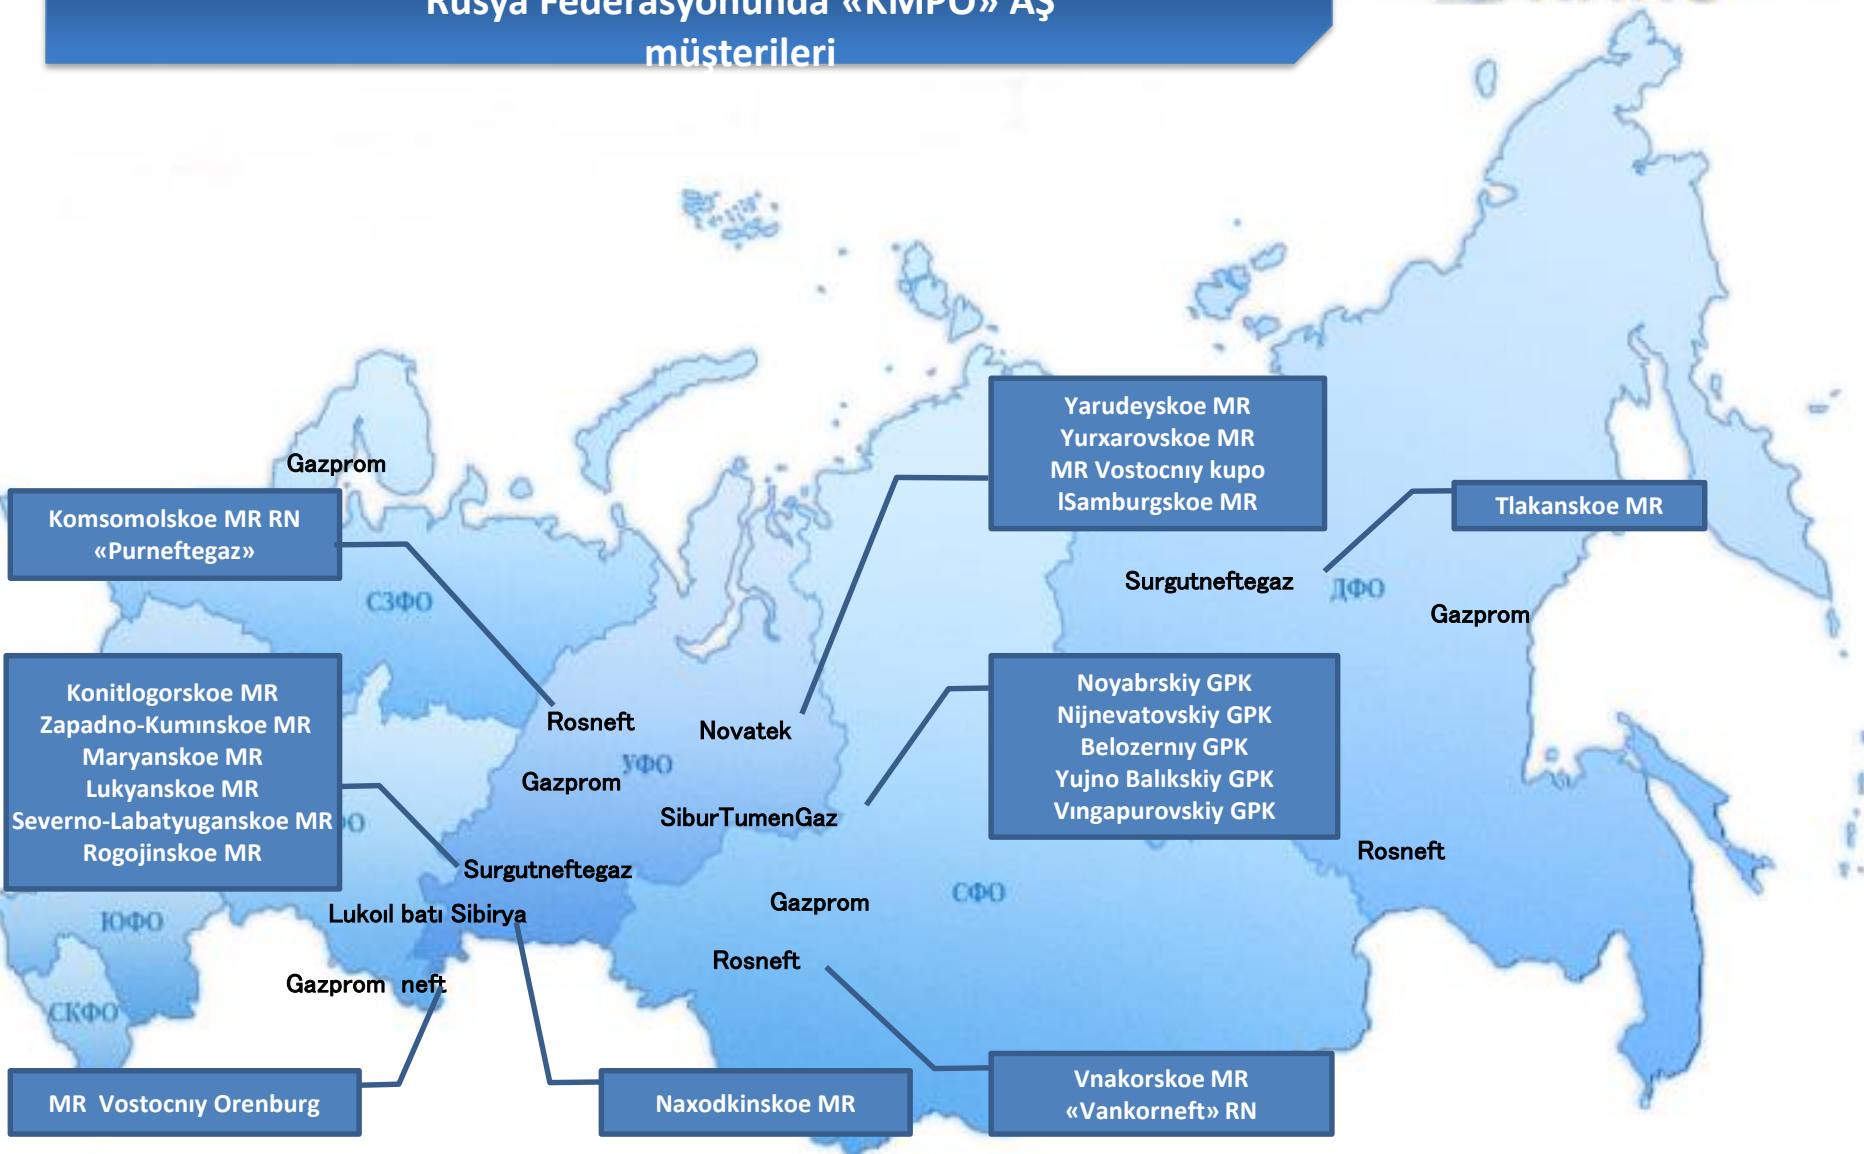 Rusya Federasyonunda «KMPO» AŞ
müşterileri
Gazprom
Komsomolskoe MR RN
«Purneftegaz»
Yarudeyskoe MR
Yurxarovskoe MR
MR Vostocnıy kupo
lSamburgskoe MR
Tlakanskoe MR
Surgutneftegaz
ДФО
Gazprom
СЗФО
Konitlogorskoe MR
Zapadno-Kumınskoe MR
Maryanskoe MR
Lukyanskoe MR
Severno-Labatyuganskoe MR
Rogojinskoe MR
Rosneft
Novatek
УФО
Gazprom
SiburTumenGaz
Noyabrskiy GPK
Nijnevatovskiy GPK
Belozernıy GPK
Yujno Balıkskiy GPK
Vıngapurovskiy GPK
Rosneft
Surgutneftegaz
Lukoıl batı Sibirya
Gazprom
СФО
ЮФО
Rosneft
Gazprom neft
СКФО
MR Vostocnıy Orenburg
Naxodkinskoe MR
Vnakorskoe MR
«Vankorneft» RN